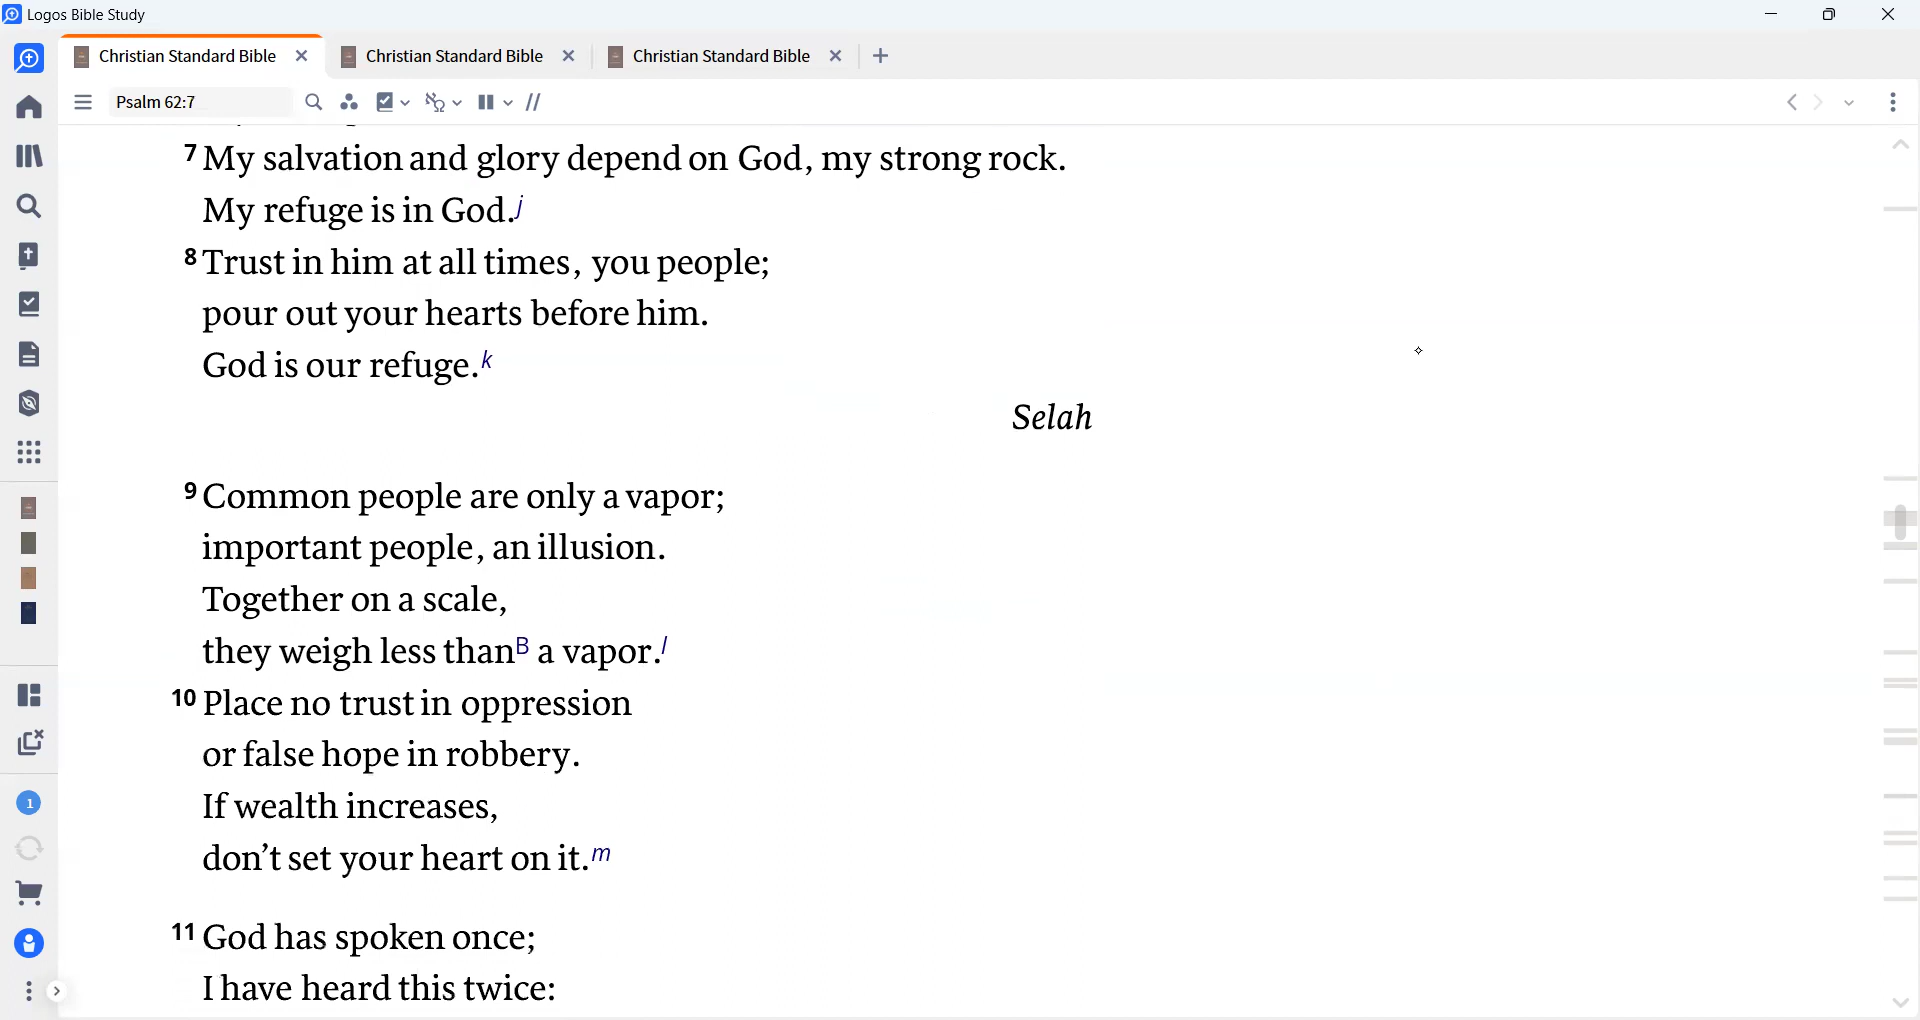 Logos Bible Study
Christian Standard Bible
Christian Standard Bible
Christian Standard Bible
Psalm 62:7
7 My salvation and glory depend on God, my strong rock.
My refuge is in God.j
8 Trust in him at all times, you people;
pour out your hearts before him.
God is our refuge.k
Selah
9 Common people are only a vapor;
important people, an illusion.
Together on a scale,
they weigh less thanB a vapor.l
10 Place no trust in oppression
or false hope in robbery.
If wealth increases,
don’t set your heart on it.m
11 God has spoken once;
I have heard this twice:
1